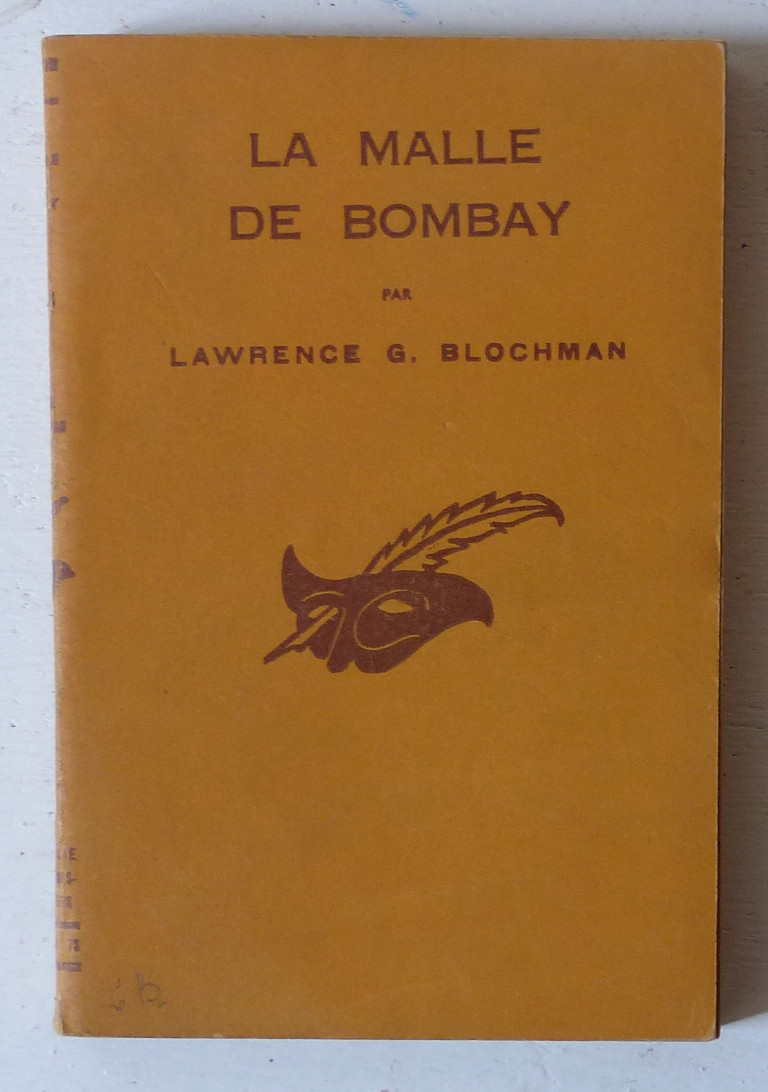 LA MALLE
DE BOMBAY
PAR
LAWRENCE G. BLOCHMAN